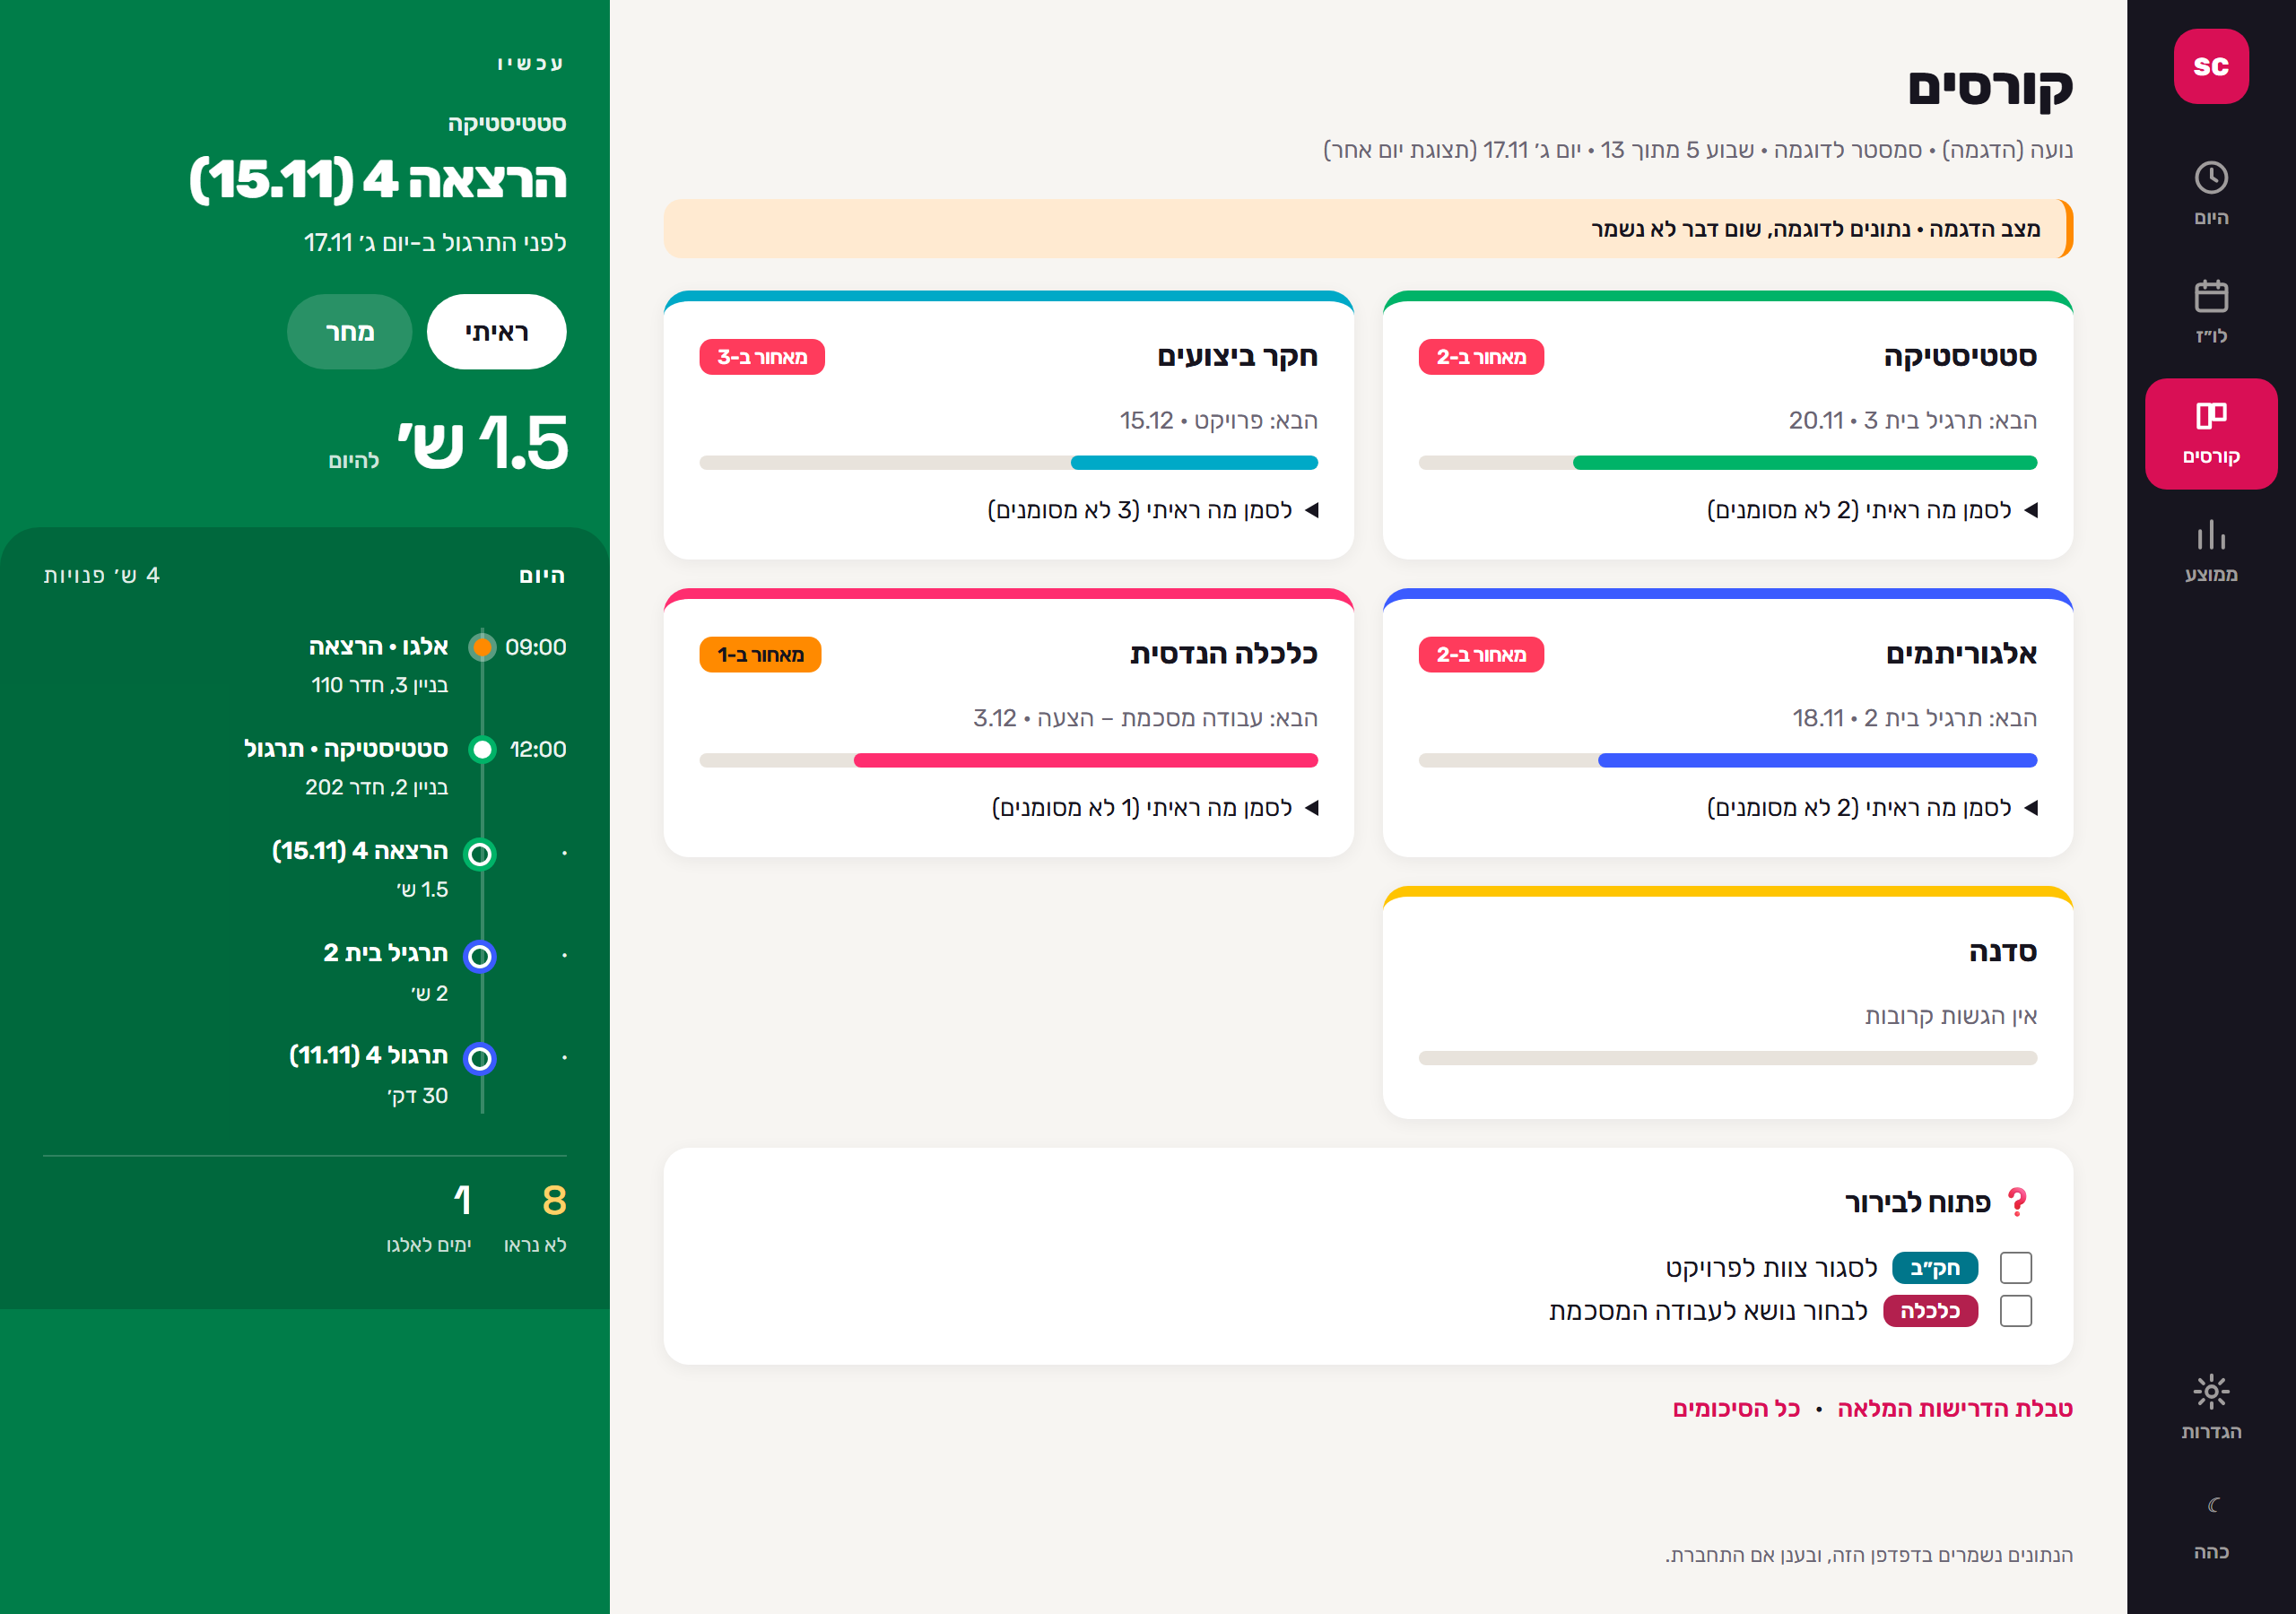 SC
היום
לו״ז
קורסים
ממוצע
הגדרות
כהה
קורסים
נועה (הדגמה) • סמסטר לדוגמה • שבוע 5 מתוך 13 • יום ג׳ 17.11 (תצוגת יום אחר)
מצב הדגמה • נתונים לדוגמה, שום דבר לא נשמר
סטטיסטיקה
מאחור ב-2
הבא: תרגיל בית 3 • 20.11
לסמן מה ראיתי (2 לא מסומנים)
חקר ביצועים
מאחור ב-3
הבא: פרויקט • 15.12
לסמן מה ראיתי (3 לא מסומנים)
אלגוריתמים
מאחור ב-2
הבא: תרגיל בית 2 • 18.11
לסמן מה ראיתי (2 לא מסומנים)
כלכלה הנדסית
מאחור ב-1
הבא: עבודה מסכמת – הצעה • 3.12
לסמן מה ראיתי (1 לא מסומנים)
סדנה
אין הגשות קרובות
❓ פתוח לבירור
חק״ב לסגור צוות לפרויקט
כלכלה לבחור נושא לעבודה המסכמת
טבלת הדרישות המלאה • כל הסיכומים
הנתונים נשמרים בדפדפן הזה, ובענן אם התחברת.
עכשיו
סטטיסטיקה
הרצאה 4 (15.11)
לפני התרגול ב-יום ג׳ 17.11
ראיתי
מחר
1.5 ש׳ להיום
היום
4 ש׳ פנויות
09:00 אלגו • הרצאה
בניין 3, חדר 110
12:00 סטטיסטיקה • תרגול
בניין 2, חדר 202
· הרצאה 4 (15.11)
1.5 ש׳
· תרגיל בית 2
2 ש׳
· תרגול 4 (11.11)
30 דק׳
8
לא נראו
1
ימים לאלגו